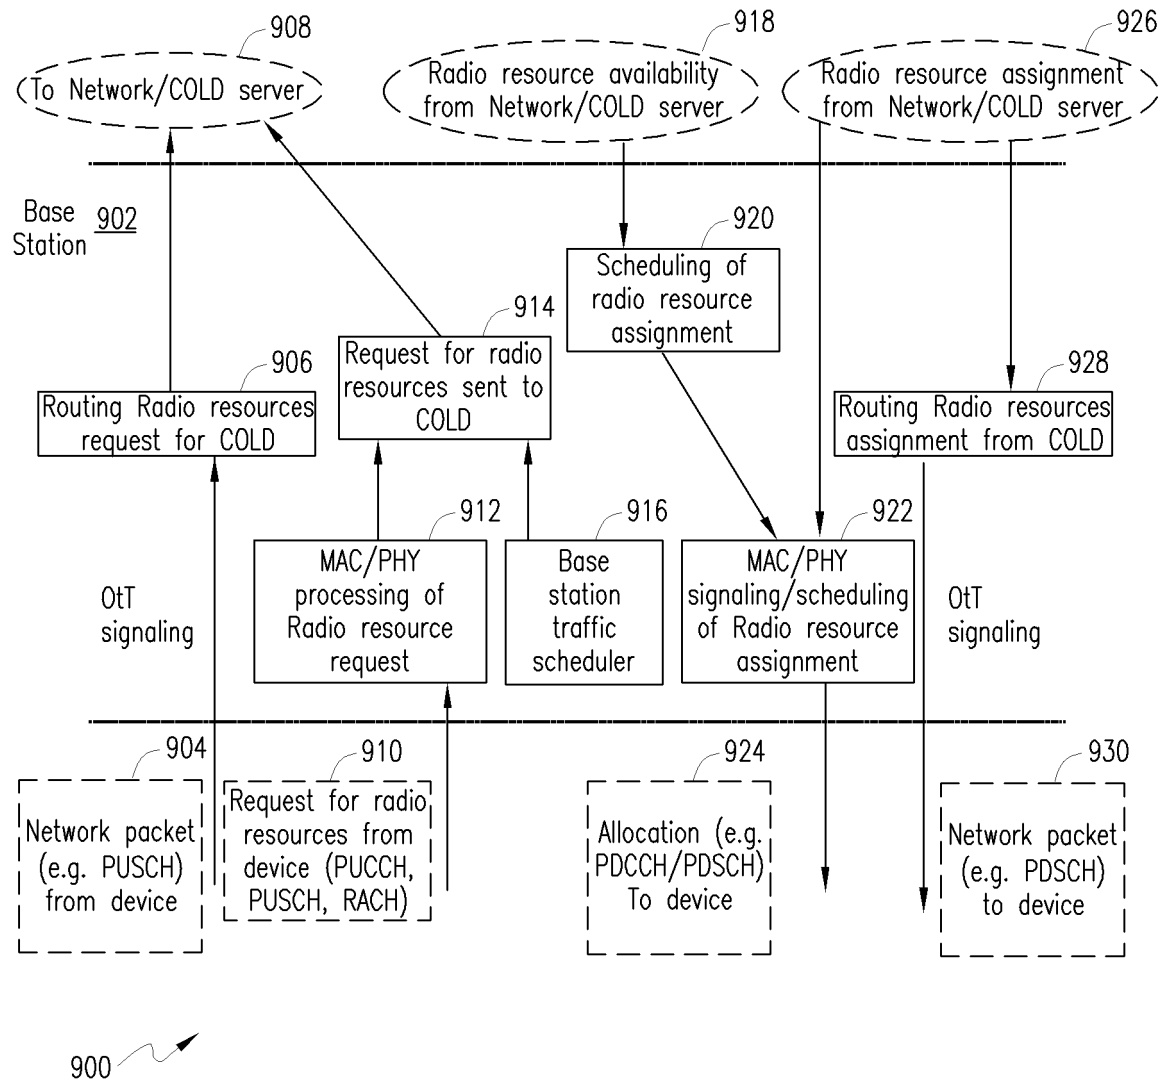 908
To Network/COLD server
918
Radio resource availability
from Network/COLD server
926
Radio resource assignment
from Network/COLD server
Base
Station
902
920
Scheduling of
radio resource
assignment
914
Request for radio
resources sent to
COLD
906
Routing Radio resources
request for COLD
928
Routing Radio resources
assignment from COLD
912
MAC/PHY
processing of
Radio resource
request
916
Base
station
traffic
scheduler
922
MAC/PHY
signaling/scheduling
of Radio resource
assignment
OtT
signaling
OtT
signaling
904
Network packet
(e.g. PUSCH)
from device
910
Request for radio
resources from
device (PUCCH,
PUSCH, RACH)
924
Allocation (e.g.
PDCCH/PDSCH)
To device
930
Network packet
(e.g. PDSCH)
to device
900